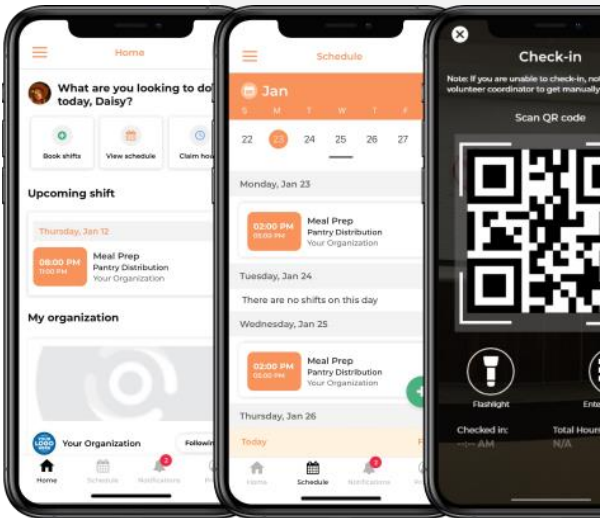 Home
What are you looking to do
today, Daisy?
Book shifts
View schedule
Claim hou
Upcoming shift
Thursday, Jan 12
08:00 PM
11:00 PM
Meal Prep
Pantry Distribution
Your Organization
My organization
YOUR
LOGO
HERE
Your Organization
Followin
2
Home
Schedule
Notifications
Schedule
Jan
S M T W T F
22 23 24 25 26 27
Monday, Jan 23
02:00 PM
05:00 PM
Meal Prep
Pantry Distribution
Your Organization
Tuesday, Jan 24
There are no shifts on this day
Wednesday, Jan 25
02:00 PM
05:00 PM
Meal Prep
Pantry Distribution
Your Organization
Thursday, Jan 26
Today
Home
Schedule
Notifications
Check-in
Note: If you are unable to check-in, not
volunteer coordinator to get manually
Scan QR code
Flashlight
Ente
Checked in:
--:-- AM
Total Hours
N/A